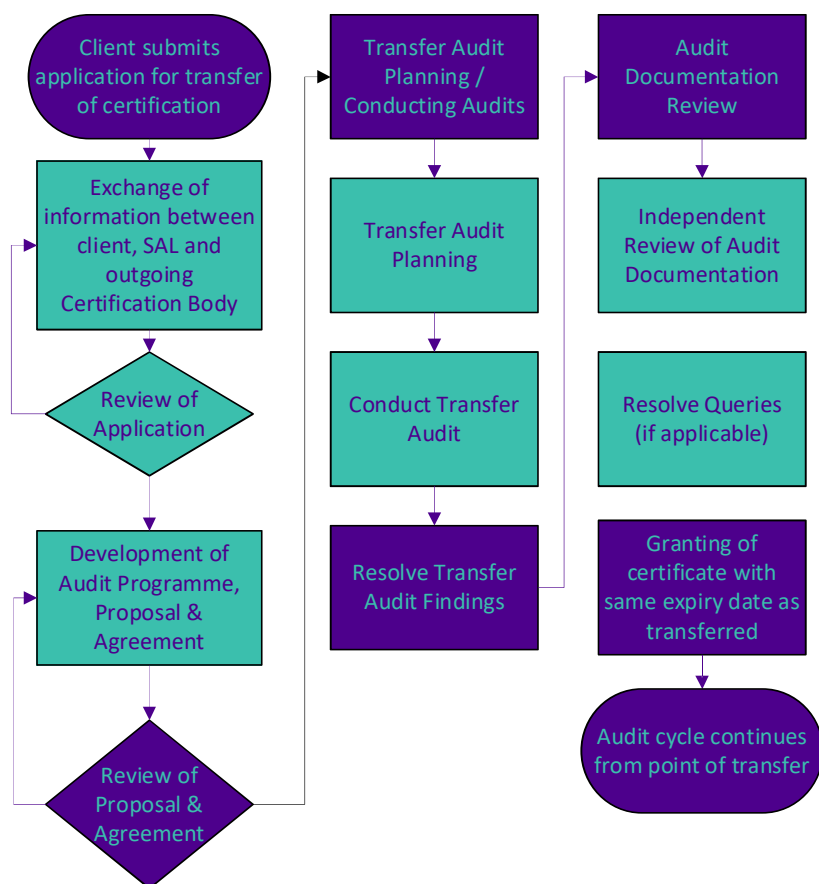 Client submits
application for transfer
of certification
Exchange of
information between
client, SAL and
outgoing
Certification Body
Review of
Application
Development of
Audit Programme,
Proposal &
Agreement
Review of
Proposal &
Agreement
Transfer Audit
Planning /
Conducting Audits
Transfer Audit
Planning
Conduct Transfer
Audit
Resolve Transfer
Audit Findings
Audit
Documentation
Review
Independent
Review of Audit
Documentation
Resolve Queries
(if applicable)
Granting of
certificate with
same expiry date as
transferred
Audit cycle continues
from point of transfer